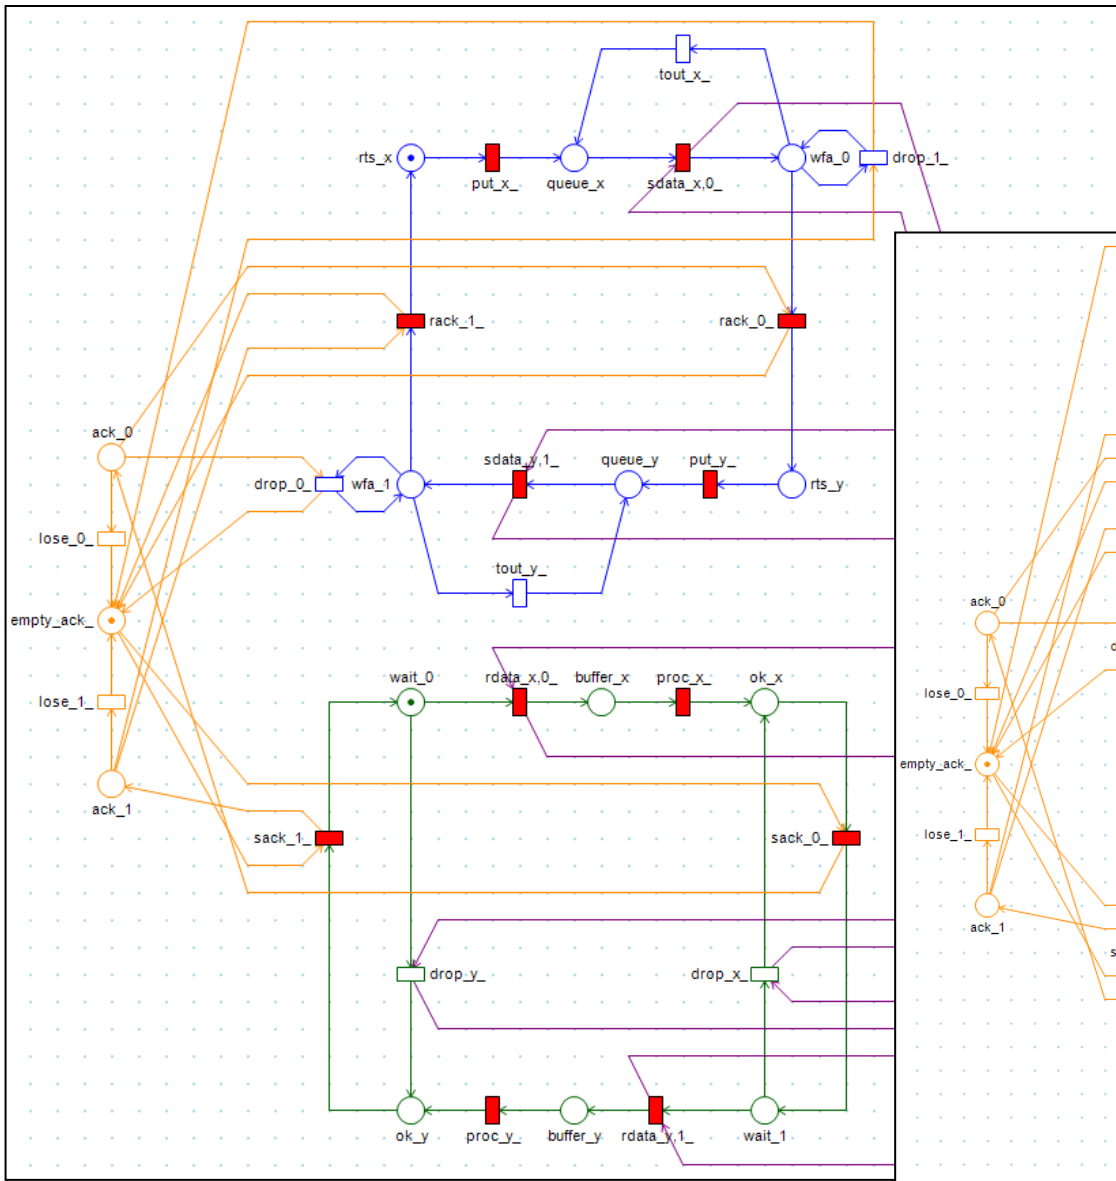 tout_x_
rts_x
wfa_0
drop_1_
put_x_
queue_x
sdata_x,0_
rack_1_
rack_0_
ack_0
sdata_y,1_
queue_y
put_y_
drop_0_
wfa_1
rts_y
lose_0_
tout_y_
empty_ack_
wait_0
rdata_x,0_
buffer_x
proc_x_
ok_x
lose_1_
ack_1
sack_1_
sack_0_
drop_y_
drop_x_
ok_y
proc_y_
buffer_y
rdata_y,1_
wait_1
ack_0
d
lose_0_
empty_ack_
lose_1_
ack_1
s